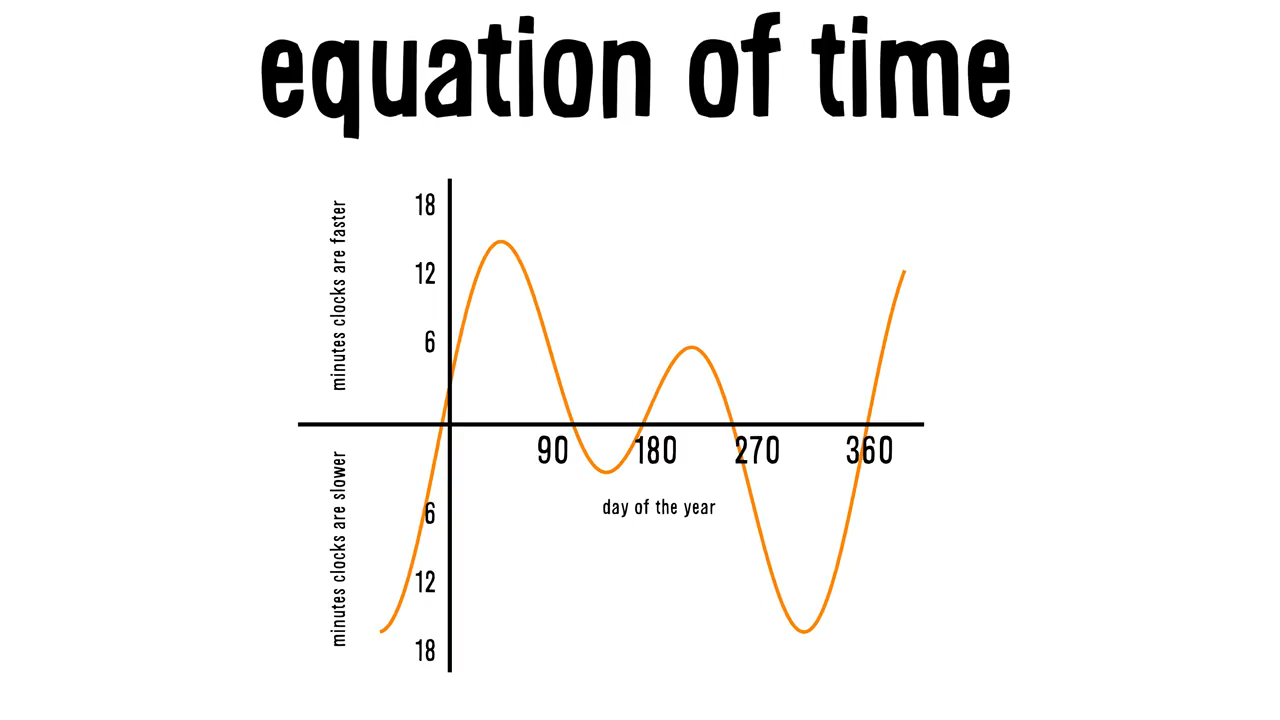 equation of time
minutes clocks are faster
18
12
6
90 180 270 360
day of the year
minutes clocks are slower
6
12
18